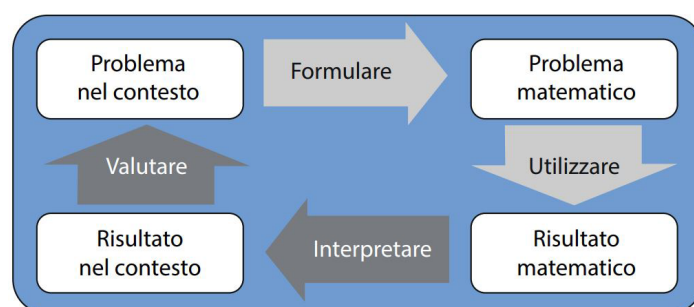 Problema
nel contesto
Formulare
Problema
matematico
Valutare
Utilizzare
Risultato
nel contesto
Interpretare
Risultato
matematico